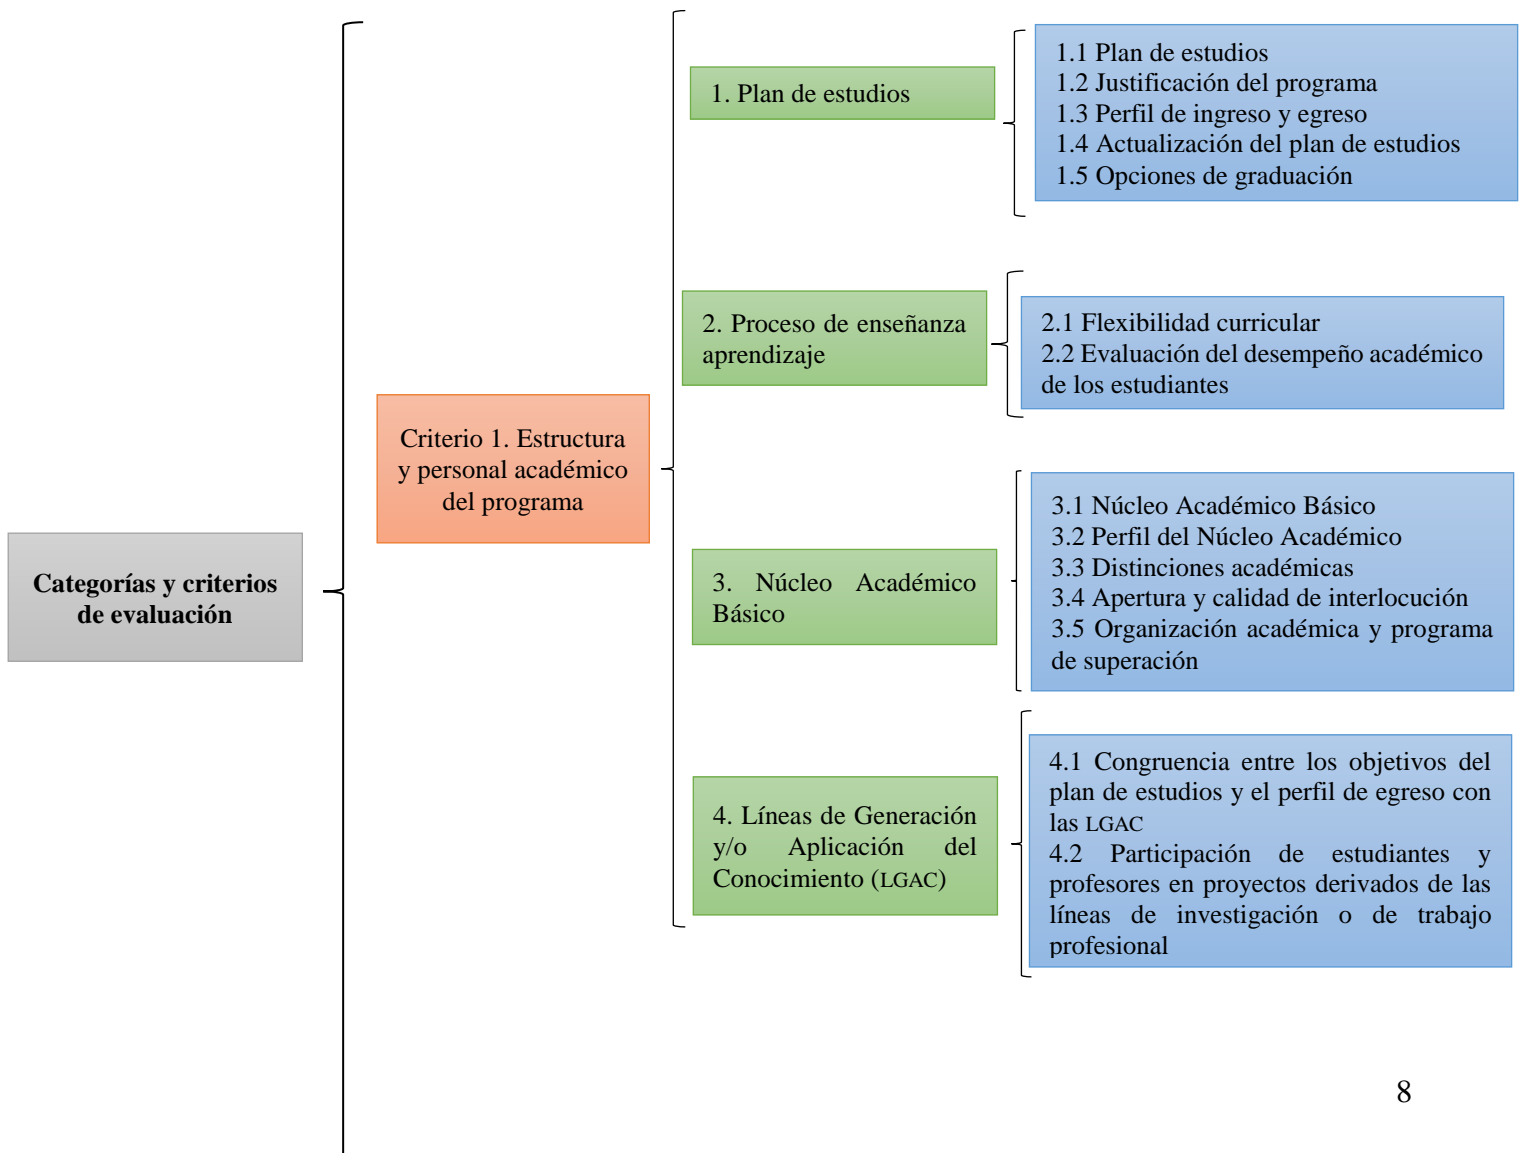 Categorías y criterios
de evaluación
Criterio 1. Estructura
y personal académico
del programa
1. Plan de estudios
1.1 Plan de estudios
1.2 Justificación del programa
1.3 Perfil de ingreso y egreso
1.4 Actualización del plan de estudios
1.5 Opciones de graduación
2. Proceso de enseñanza
aprendizaje
2.1 Flexibilidad curricular
2.2 Evaluación del desempeño académico
de los estudiantes
3. Núcleo Académico
Básico
3.1 Núcleo Académico Básico
3.2 Perfil del Núcleo Académico
3.3 Distinciones académicas
3.4 Apertura y calidad de interlocución
3.5 Organización académica y programa
de superación
4. Líneas de Generación
y/o Aplicación del
Conocimiento (LGAC)
4.1 Congruencia entre los objetivos del
plan de estudios y el perfil de egreso con
las LGAC
4.2 Participación de estudiantes y
profesores en proyectos derivados de las
líneas de investigación o de trabajo
profesional
8